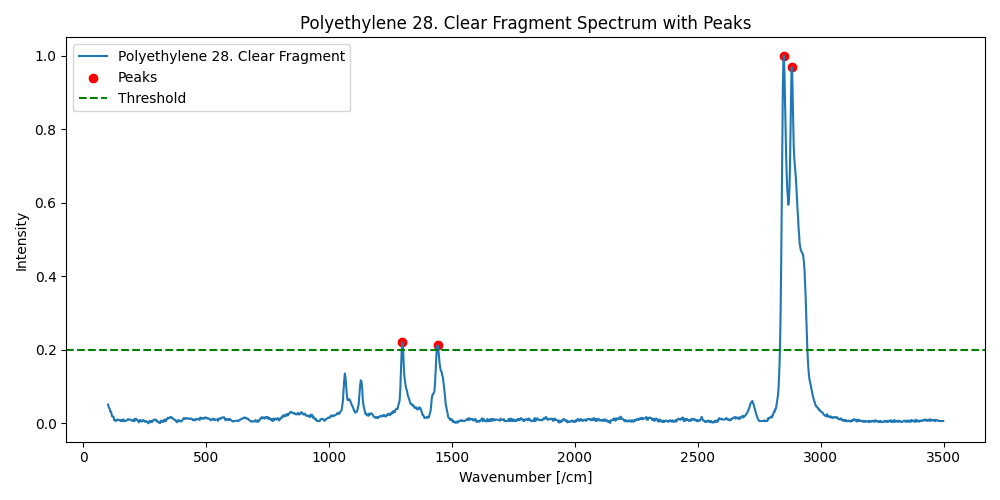 Polyethylene 28. Clear Fragment Spectrum with Peaks
Polyethylene 28. Clear Fragment
Peaks
Threshold
1.0
0.8
0.6
0.4
0.2
0.0
Intensity
0 500 1000 1500 2000 2500 3000 3500
Wavenumber [/cm]